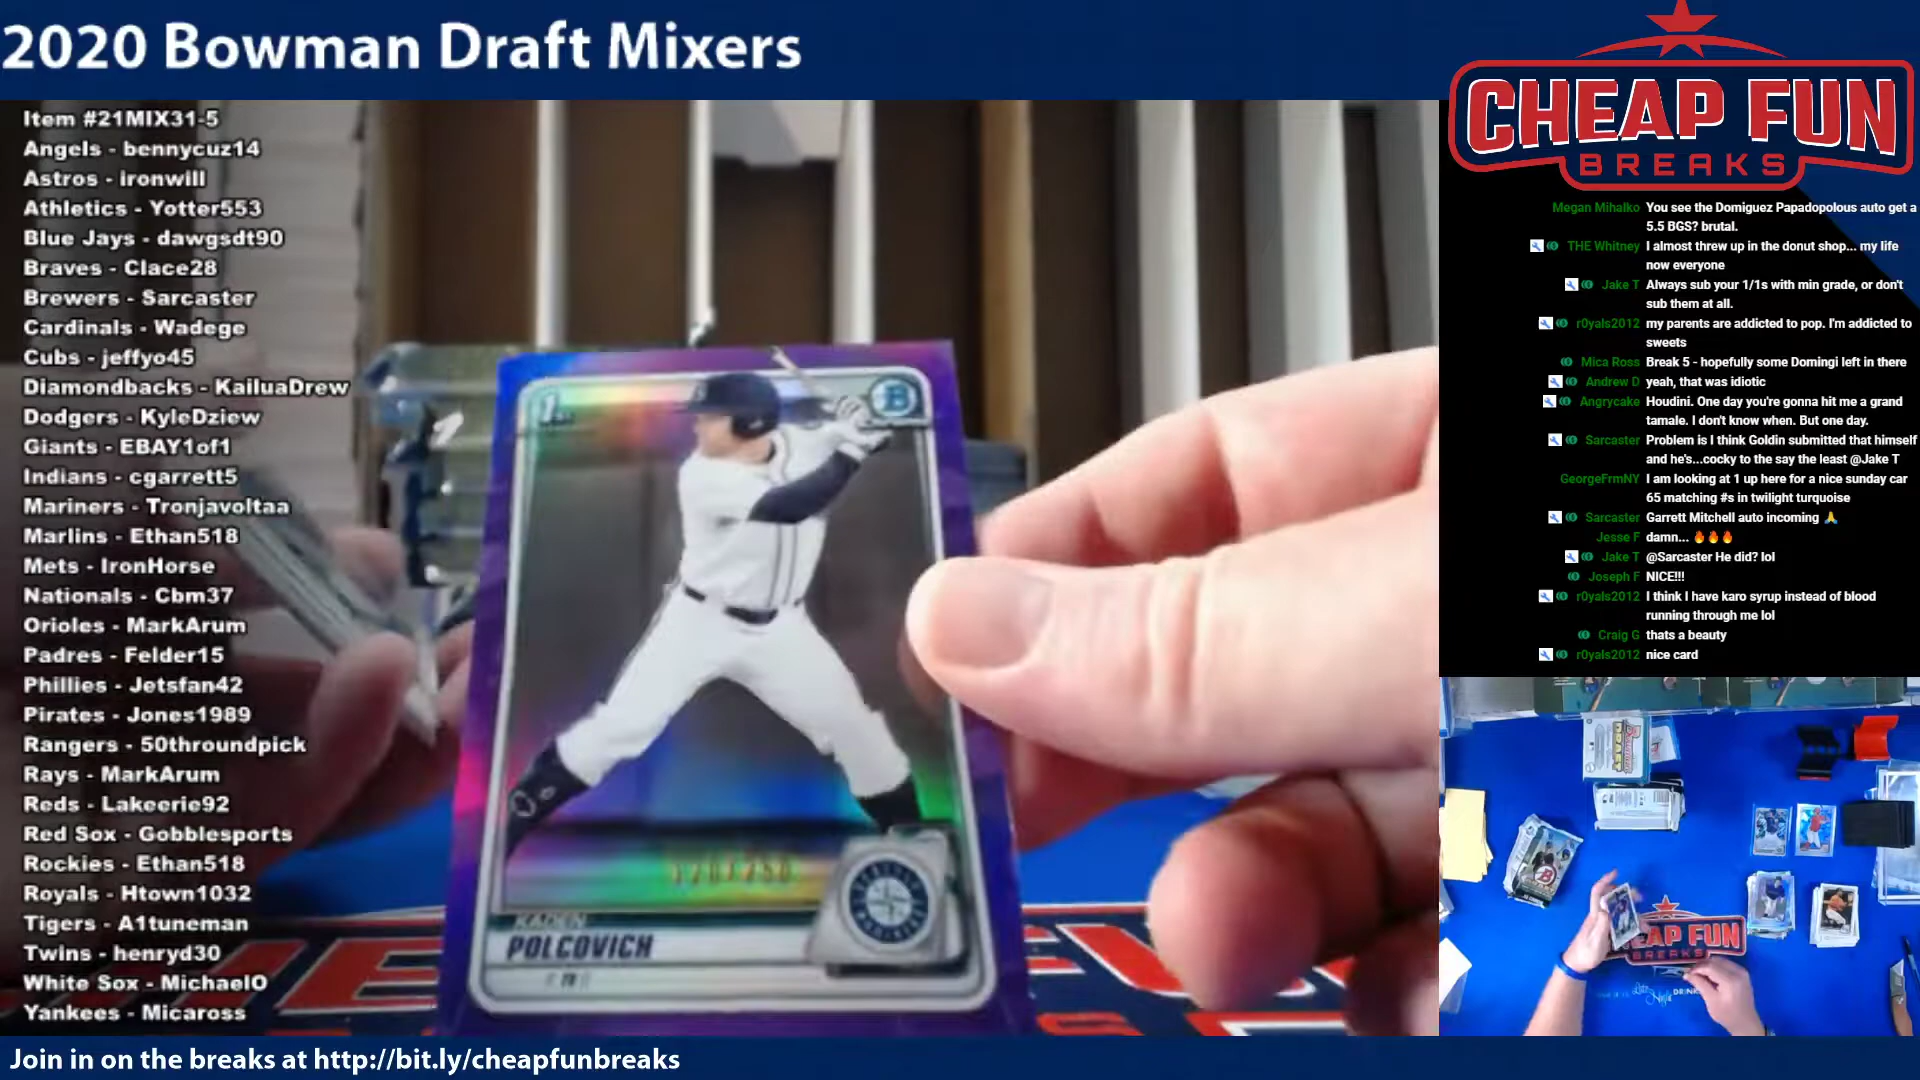 2020 Bowman Draft Mixers
CHEAP FUN
BREAKS
Item #21MIX31-5
Angels - bennycuz14
Astros - ironwill
Athletics - Yotter553
Blue Jays - dawgsdt90
Braves - Clace28
Brewers - Sarcaster
Cardinals - Wadege
Cubs - jeffyo45
Diamondbacks - KailuaDrew
Dodgers - KyleDziew
Giants - EBAY1of1
Indians - cgarrett5
Mariners - Tronjavoltaa
Marlins - Ethan518
Mets - IronHorse
Nationals - Cbm37
Orioles - MarkArum
Padres - Felder15
Phillies - Jetsfan42
Pirates - Jones1989
Rangers - 50throundpick
Rays - MarkArum
Reds - Lakeerie92
Red Sox - Gobblesports
Rockies - Ethan518
Royals - Htown1032
Tigers - A1tuneman
Twins - henryd30
White Sox - MichaelO
Yankees - Micaross
1st
B
KADEN
POLCOVICH
Megan Mihalko You see the Domiguez Papadopolous auto get a
5.5 BGS? brutal.
THE Whitney I almost threw up in the donut shop... my life
now everyone
Jake T Always sub your 1/1s with min grade, or don't
sub them at all.
r0yals2012 my parents are addicted to pop. I'm addicted to
sweets
Mica Ross Break 5 - hopefully some Domingi left in there
Andrew D yeah, that was idiotic
Angrycake Houdini. One day you're gonna hit me a grand
tamale. I don't know when. But one day.
Sarcaster Problem is I think Goldin submitted that himself
and he's...cocky to the say the least @Jake T
GeorgeFrmNY I am looking at 1 up here for a nice sunday car
65 matching #s in twilight turquoise
Sarcaster Garrett Mitchell auto incoming 🙏
Jesse F damn... 🔥🔥🔥
Jake T @Sarcaster He did? lol
Joseph F NICE!!!
r0yals2012 I think I have karo syrup instead of blood
running through me lol
Craig G thats a beauty
r0yals2012 nice card
EAP FUN
BREAKS
Join in on the breaks at http://bit.ly/cheapfunbreaks